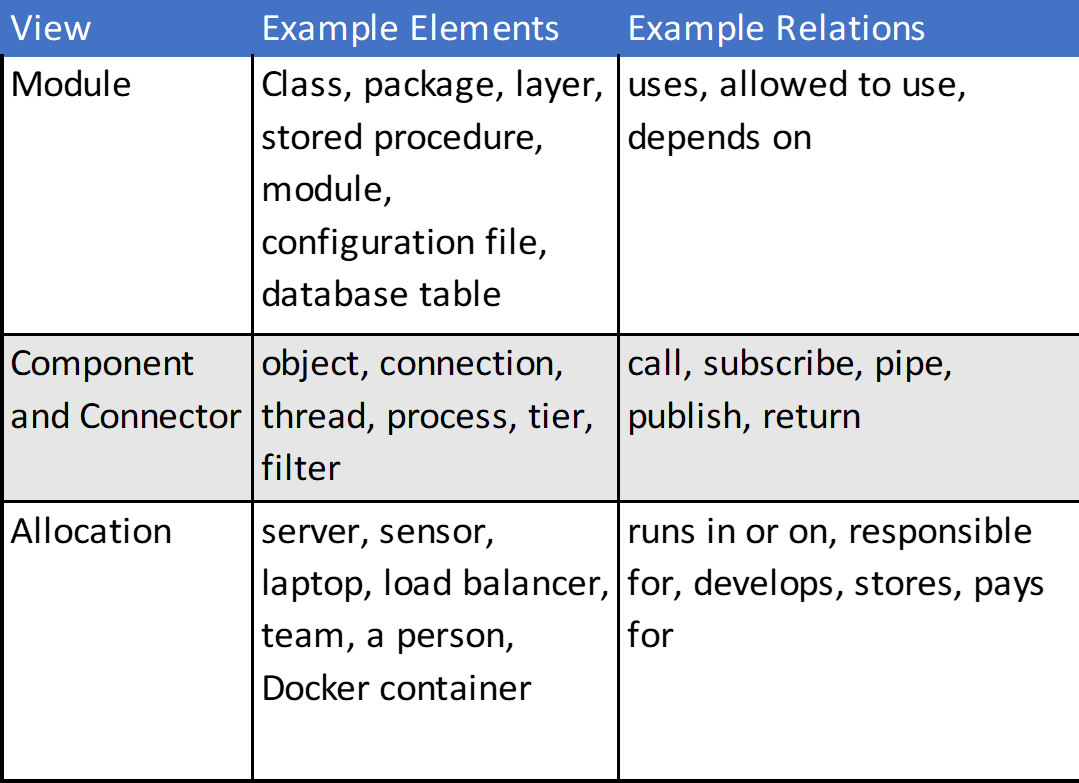 View
Example Elements
Example Relations
Module
Class, package, layer,
stored procedure,
module,
configuration file,
database table
uses, allowed to use,
depends on
Component
and Connector
object, connection,
thread, process, tier,
filter
call, subscribe, pipe,
publish, return
Allocation
server, sensor,
laptop, load balancer,
team, a person,
Docker container
runs in or on, responsible
for, develops, stores, pays
for